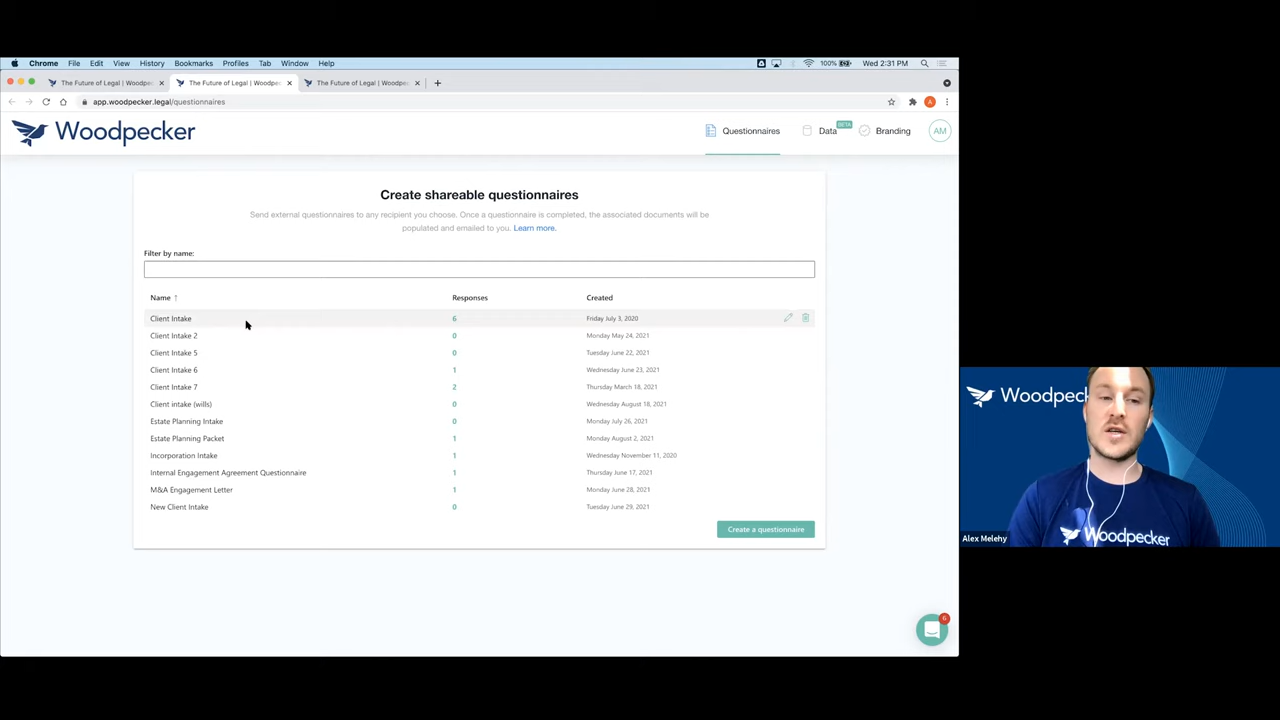 Chrome File Edit View History Bookmarks Profiles Tab Window Help 100% Wed 2:31 PM
The Future of Legal | Woodpec The Future of Legal | Woodpec The Future of Legal | Woodpec
app.woodpecker.legal/questionnaires A
Woodpecker Questionnaires Data BETA Branding AM
Create shareable questionnaires
Send external questionnaires to any recipient you choose. Once a questionnaire is completed, the associated documents will be
populated and emailed to you. Learn more.
Filter by name:
Name ↑ Responses Created
Client Intake 6 Friday July 3, 2020
Client Intake 2 0 Monday May 24, 2021
Client Intake 5 0 Tuesday June 22, 2021
Client Intake 6 1 Wednesday June 23, 2021
Client Intake 7 2 Thursday March 18, 2021
Client intake (wills) 0 Wednesday August 18, 2021
Estate Planning Intake 0 Monday July 26, 2021
Estate Planning Packet 1 Monday August 2, 2021
Incorporation Intake 1 Wednesday November 11, 2020
Internal Engagement Agreement Questionnaire 1 Thursday June 17, 2021
M&A Engagement Letter 1 Monday June 28, 2021
New Client Intake 0 Tuesday June 29, 2021
Create a questionnaire
6
Woodpec
Woodpecker
Alex Melehy